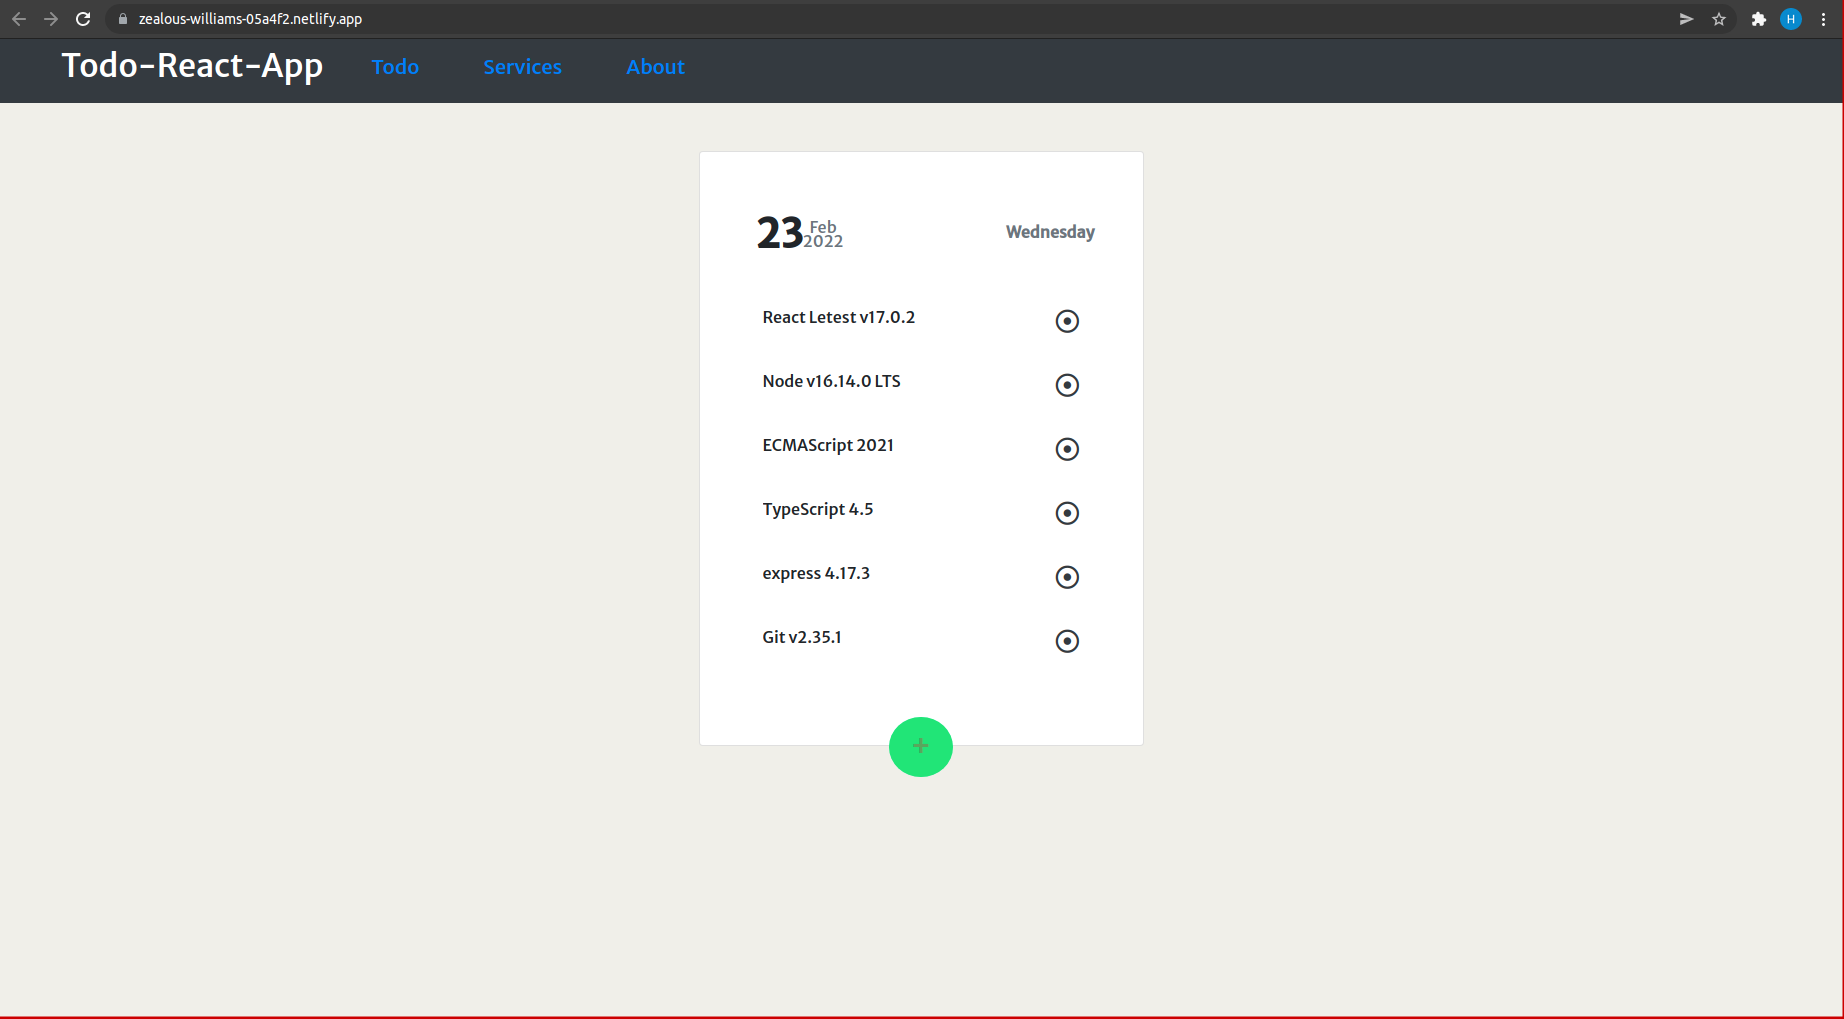 zealous-williams-05a4f2.netlify.app
H
Todo-React-App Todo Services About
23 Feb 2022 Wednesday
React Letest v17.0.2
Node v16.14.0 LTS
ECMAScript 2021
TypeScript 4.5
express 4.17.3
Git v2.35.1
+